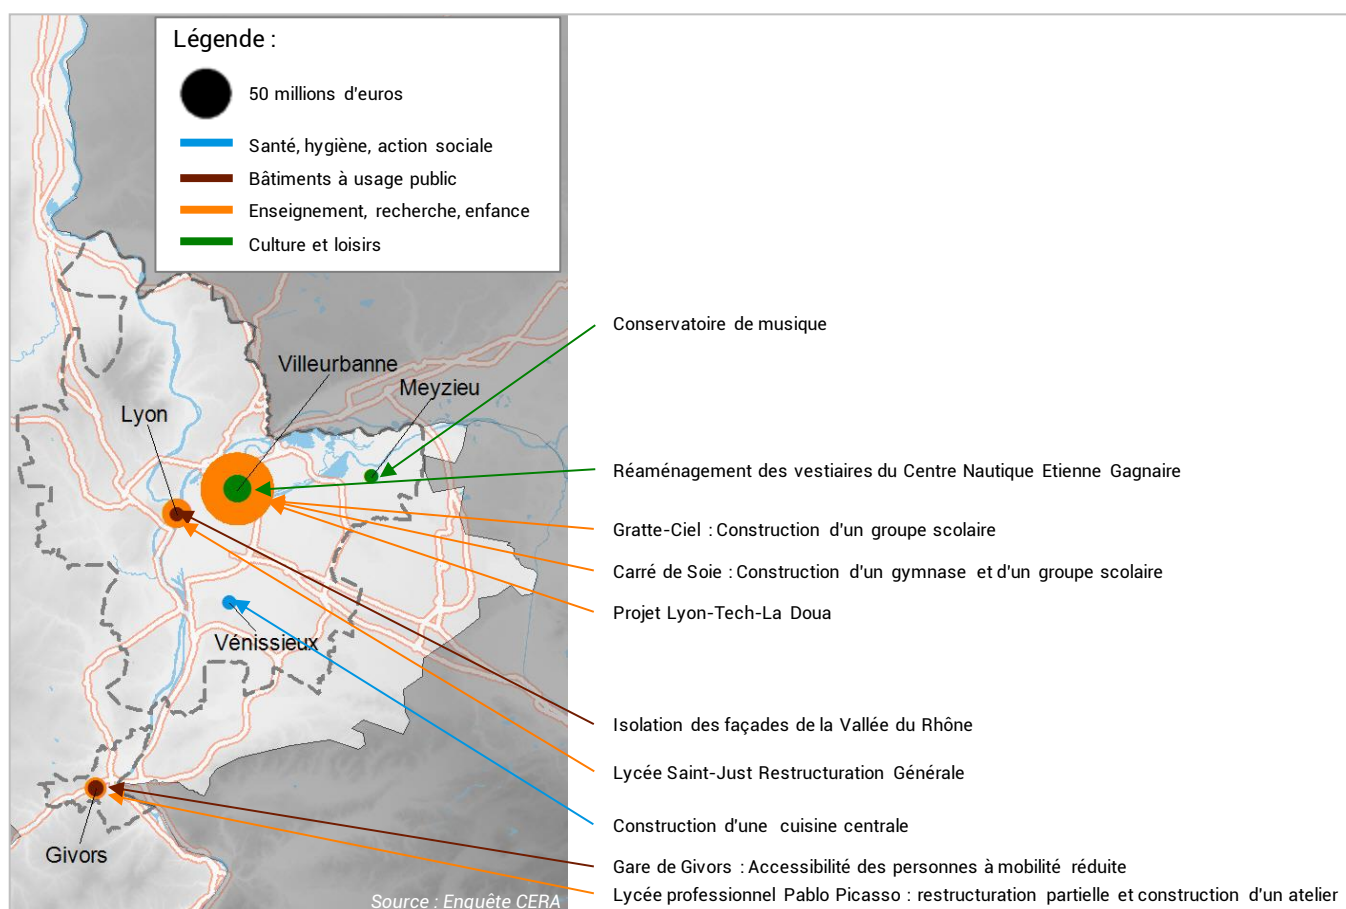 Légende :
50 millions d'euros
Santé, hygiène, action sociale
Bâtiments à usage public
Enseignement, recherche, enfance
Culture et loisirs
Conservatoire de musique
Villeurbanne
Meyzieu
Lyon
Réaménagement des vestiaires du Centre Nautique Etienne Gagnaire
Gratte-Ciel : Construction d'un groupe scolaire
Carré de Soie : Construction d'un gymnase et d'un groupe scolaire
Projet Lyon-Tech-La Doua
Vénissieux
Isolation des façades de la Vallée du Rhône
Lycée Saint-Just Restructuration Générale
Construction d'une cuisine centrale
Givors
Gare de Givors : Accessibilité des personnes à mobilité réduite
Lycée professionnel Pablo Picasso : restructuration partielle et construction d'un atelier
Source : Enquête CERA